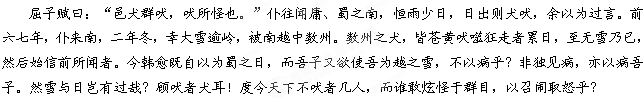 屈子赋曰：“邑犬群吠，吠所怪也。”仆往闻庸、蜀之南，恒雨少日，日出则犬吠，余以为过言。前
六七年，仆来南，二年冬，幸大雪逾岭，被南越中数州。数州之犬，皆苍黄吠噬狂走者累日，至无雪乃已，
然后始信前所闻者。今韩愈既自以为蜀之日，而吾子又欲使吾为越之雪，不以病乎？非独见病，亦以病吾
子。然雪与日岂有过哉？顾吠者犬耳！度今天下不吠者几人，而谁敢炫怪于群目，以召闹取怒乎？